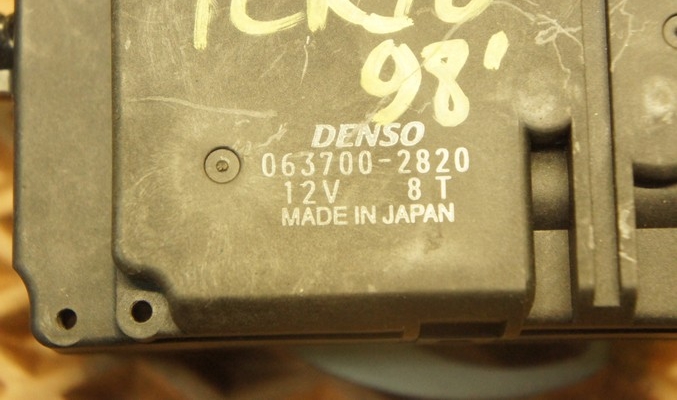 98'
DENSO
063700-2820
12V 8T
MADE IN JAPAN